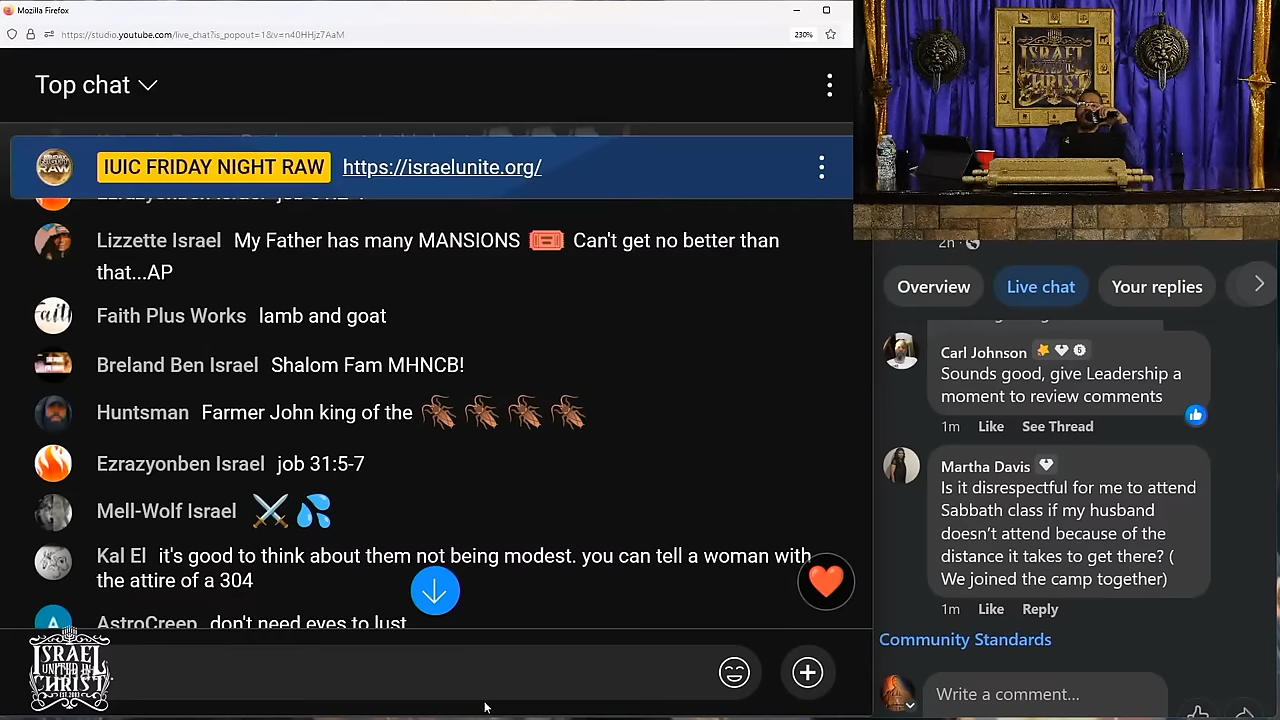 Mozilla Firefox
https://studio.youtube.com/live_chat?is_popout=1&v=n40HHjz7AaM
230%
Top chat
IUIC FRIDAY NIGHT RAW https://israelunite.org/
Lizzette Israel My Father has many MANSIONS Can't get no better than
that...AP
Faith Plus Works lamb and goat
Breland Ben Israel Shalom Fam MHNCB!
Huntsman Farmer John king of the
Ezrazyonben Israel job 31:5-7
Mell-Wolf Israel
Kal El it's good to think about them not being modest. you can tell a woman with
the attire of a 304
A AstroCreep don't need eyes to lust
ISRAEL
UNITED IN
CHRIST
EST. 2003
ISRAEL
UNITED IN
CHRIST
2h
Overview
Live chat
Your replies
Carl Johnson
Sounds good, give Leadership a
moment to review comments
1m Like See Thread
Martha Davis
Is it disrespectful for me to attend
Sabbath class if my husband
doesn't attend because of the
distance it takes to get there? (
We joined the camp together)
1m Like Reply
Community Standards
Write a comment...